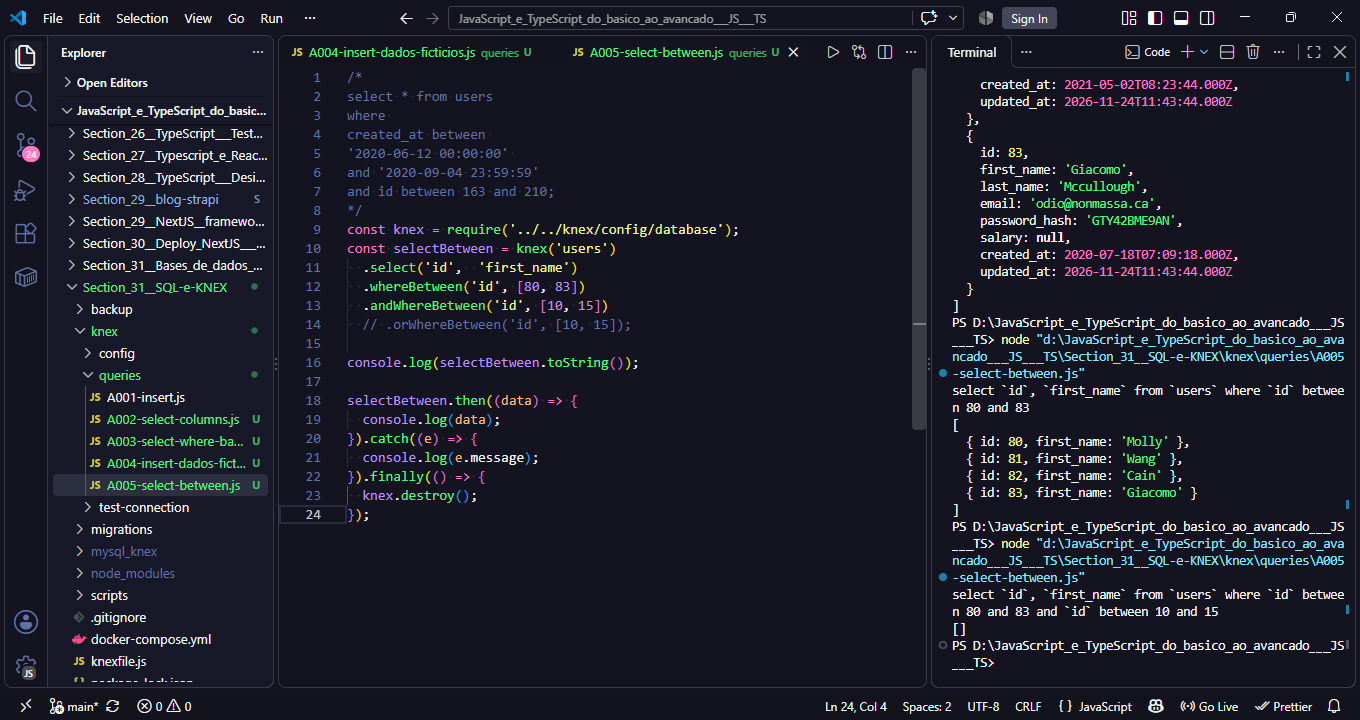 File Edit Selection View Go Run ···
JavaScript_e_TypeScript_do_basico_ao_avancado___JS___TS
Sign In
Explorer ···
Open Editors
JavaScript_e_TypeScript_do_basic...
Section_26__TypeScript___Test...
Section_27__Typescript_e_Reac...
Section_28__TypeScript___Desi...
Section_29__blog-strapi S
Section_29__NextJS__framewo...
Section_30__Deploy_NextJS___...
Section_31__Bases_de_dados_...
Section_31__SQL-e-KNEX
backup
knex
config
queries
JS A001-insert.js
JS A002-select-columns.js U
JS A003-select-where-ba... U
JS A004-insert-dados-fict... U
JS A005-select-between.js U
test-connection
migrations
mysql_knex
node_modules
scripts
.gitignore
docker-compose.yml
JS knexfile.js
24
JS
JS A004-insert-dados-ficticios.js queries U
JS A005-select-between.js queries U
1 /*
2 select * from users
3 where
4 created_at between
5 '2020-06-12 00:00:00'
6 and '2020-09-04 23:59:59'
7 and id between 163 and 210;
8 */
9 const knex = require('../../knex/config/database');
10 const selectBetween = knex('users')
11 .select('id', 'first_name')
12 .whereBetween('id', [80, 83])
13 .andWhereBetween('id', [10, 15])
14 // .orWhereBetween('id', [10, 15]);
15
16 console.log(selectBetween.toString());
17
18 selectBetween.then((data) => {
19 console.log(data);
20 }).catch((e) => {
21 console.log(e.message);
22 }).finally(() => {
23 knex.destroy();
24 });
Terminal ···
Code
created_at: 2021-05-02T08:23:44.000Z,
updated_at: 2026-11-24T11:43:44.000Z
},
{
id: 83,
first_name: 'Giacomo',
last_name: 'Mccullough',
email: 'odio@nonmassa.ca',
password_hash: 'GTY42BME9AN',
salary: null,
created_at: 2020-07-18T07:09:18.000Z,
updated_at: 2026-11-24T11:43:44.000Z
}
]
PS D:\JavaScript_e_TypeScript_do_basico_ao_avancado___JS
___TS> node "d:\JavaScript_e_TypeScript_do_basico_ao_ava
ncado___JS___TS\Section_31__SQL-e-KNEX\knex\queries\A005
-select-between.js"
select `id`, `first_name` from `users` where `id` betwee
n 80 and 83
[
{ id: 80, first_name: 'Molly' },
{ id: 81, first_name: 'Wang' },
{ id: 82, first_name: 'Cain' },
{ id: 83, first_name: 'Giacomo' }
]
PS D:\JavaScript_e_TypeScript_do_basico_ao_avancado___JS
___TS> node "d:\JavaScript_e_TypeScript_do_basico_ao_ava
ncado___JS___TS\Section_31__SQL-e-KNEX\knex\queries\A005
-select-between.js"
select `id`, `first_name` from `users` where `id` betwee
n 80 and 83 and `id` between 10 and 15
[]
PS D:\JavaScript_e_TypeScript_do_basico_ao_avancado___JS
___TS>
main* 0 0
Ln 24, Col 4 Spaces: 2 UTF-8 CRLF { } JavaScript Go Live Prettier